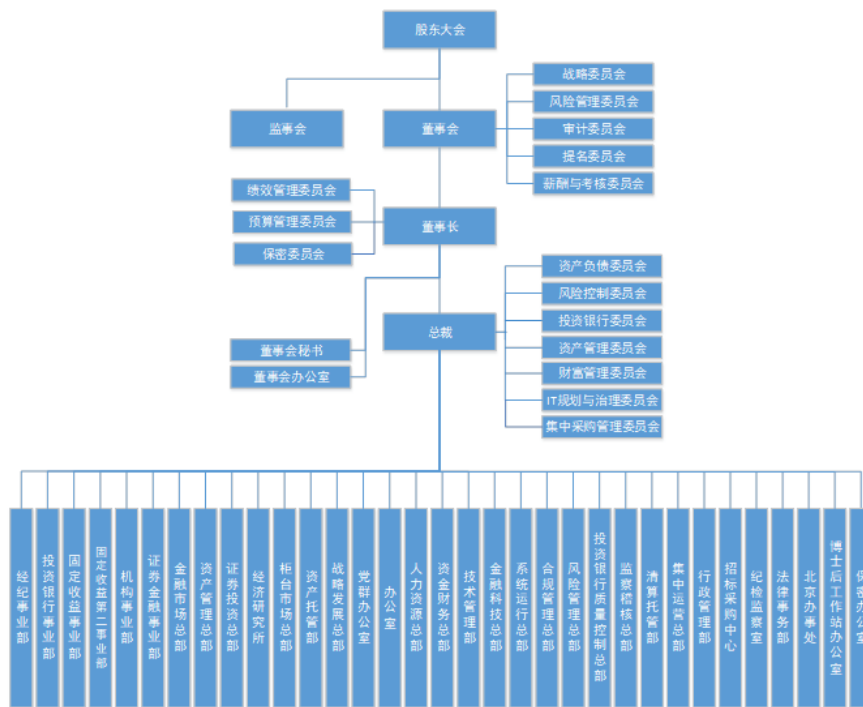 股东大会
监事会
董事会
战略委员会
风险管理委员会
审计委员会
提名委员会
薪酬与考核委员会
绩效管理委员会
预算管理委员会
保密委员会
董事长
资产负债委员会
风险控制委员会
投资银行委员会
资产管理委员会
财富管理委员会
IT规划与治理委员会
集中采购管理委员会
总裁
董事会秘书
董事会办公室
经纪事业部
投资银行事业部
固定收益事业部
固定收益第二事业部
机构事业部
证券金融事业部
金融市场总部
资产管理总部
证券投资总部
经济研究所
柜台市场总部
资产托管部
战略发展总部
党群办公室
办公室
人力资源总部
资金财务总部
技术管理部
金融科技总部
系统运行总部
合规管理总部
风险管理总部
投资银行质量控制总部
监察稽核总部
清算托管部
集中运营总部
行政管理部
招标采购中心
纪检监察室
法律事务部
北京办事处
博士后工作站办公室
保密办公室